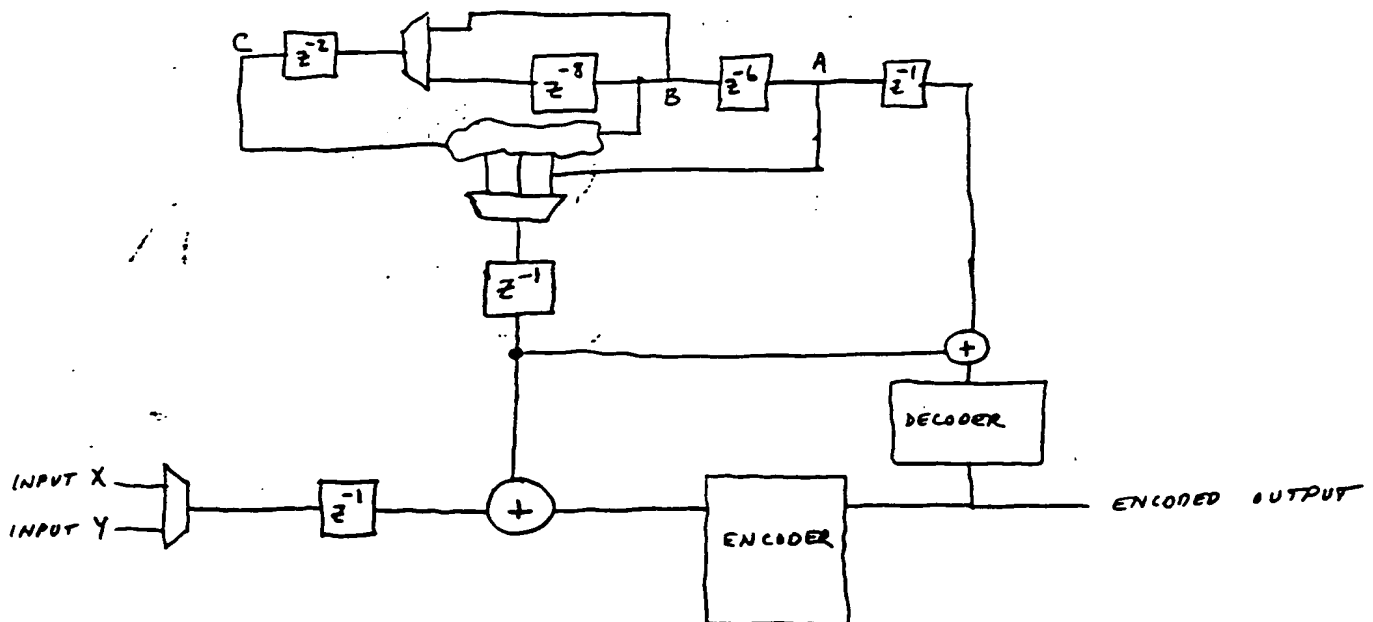 C
z⁻²
z⁻⁸
B
z⁻⁶
A
z⁻¹
z⁻¹
+
DECODER
INPUT X
INPUT Y
z⁻¹
+
ENCODER
ENCODED OUTPUT